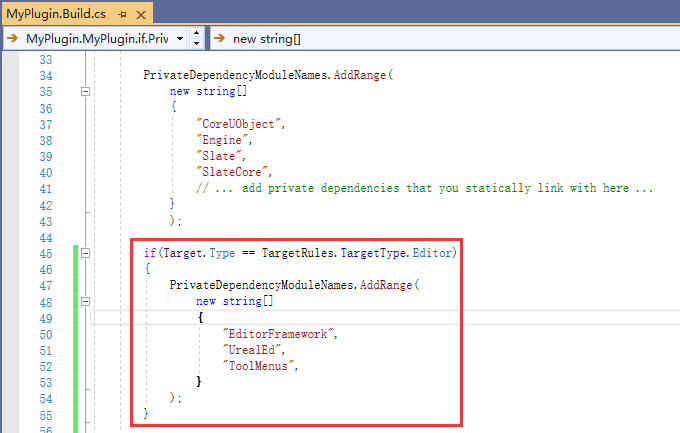 MyPlugin.Build.cs
MyPlugin.MyPlugin.if.Priv new string[]
33
34 PrivateDependencyModuleNames.AddRange(
35 new string[]
36 {
37 "CoreUObject",
38 "Engine",
39 "Slate",
40 "SlateCore",
41 // ... add private dependencies that you statically link with here ...
42 }
43 );
44
45 if(Target.Type == TargetRules.TargetType.Editor)
46 {
47 PrivateDependencyModuleNames.AddRange(
48 new string[]
49 {
50 "EditorFramework",
51 "UrealEd",
52 "ToolMenus",
53 }
54 );
55 }
56